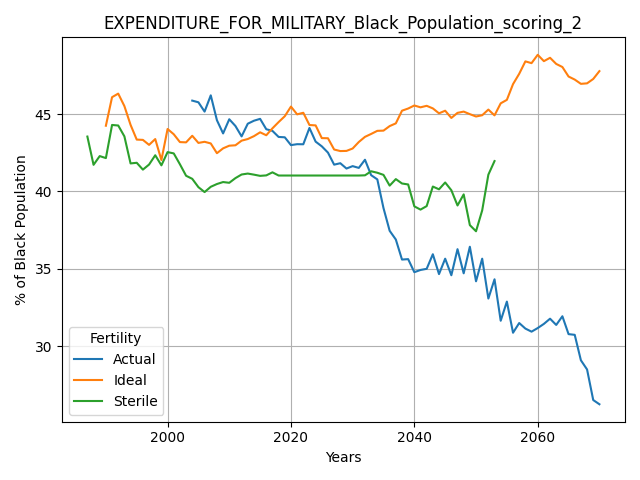 EXPENDITURE_FOR_MILITARY_Black_Population_scoring_2
% of Black Population
45
40
35
30
Fertility
Actual
Ideal
Sterile
2000 2020 2040 2060
Years